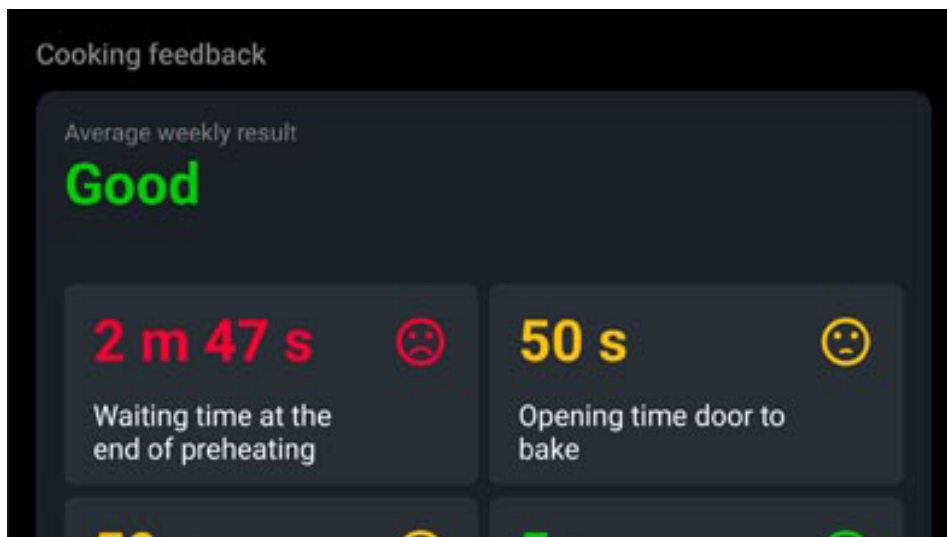 Cooking feedback
Average weekly result
Good
2 m 47 s
50 s
Waiting time at the
end of preheating
Opening time door to
bake